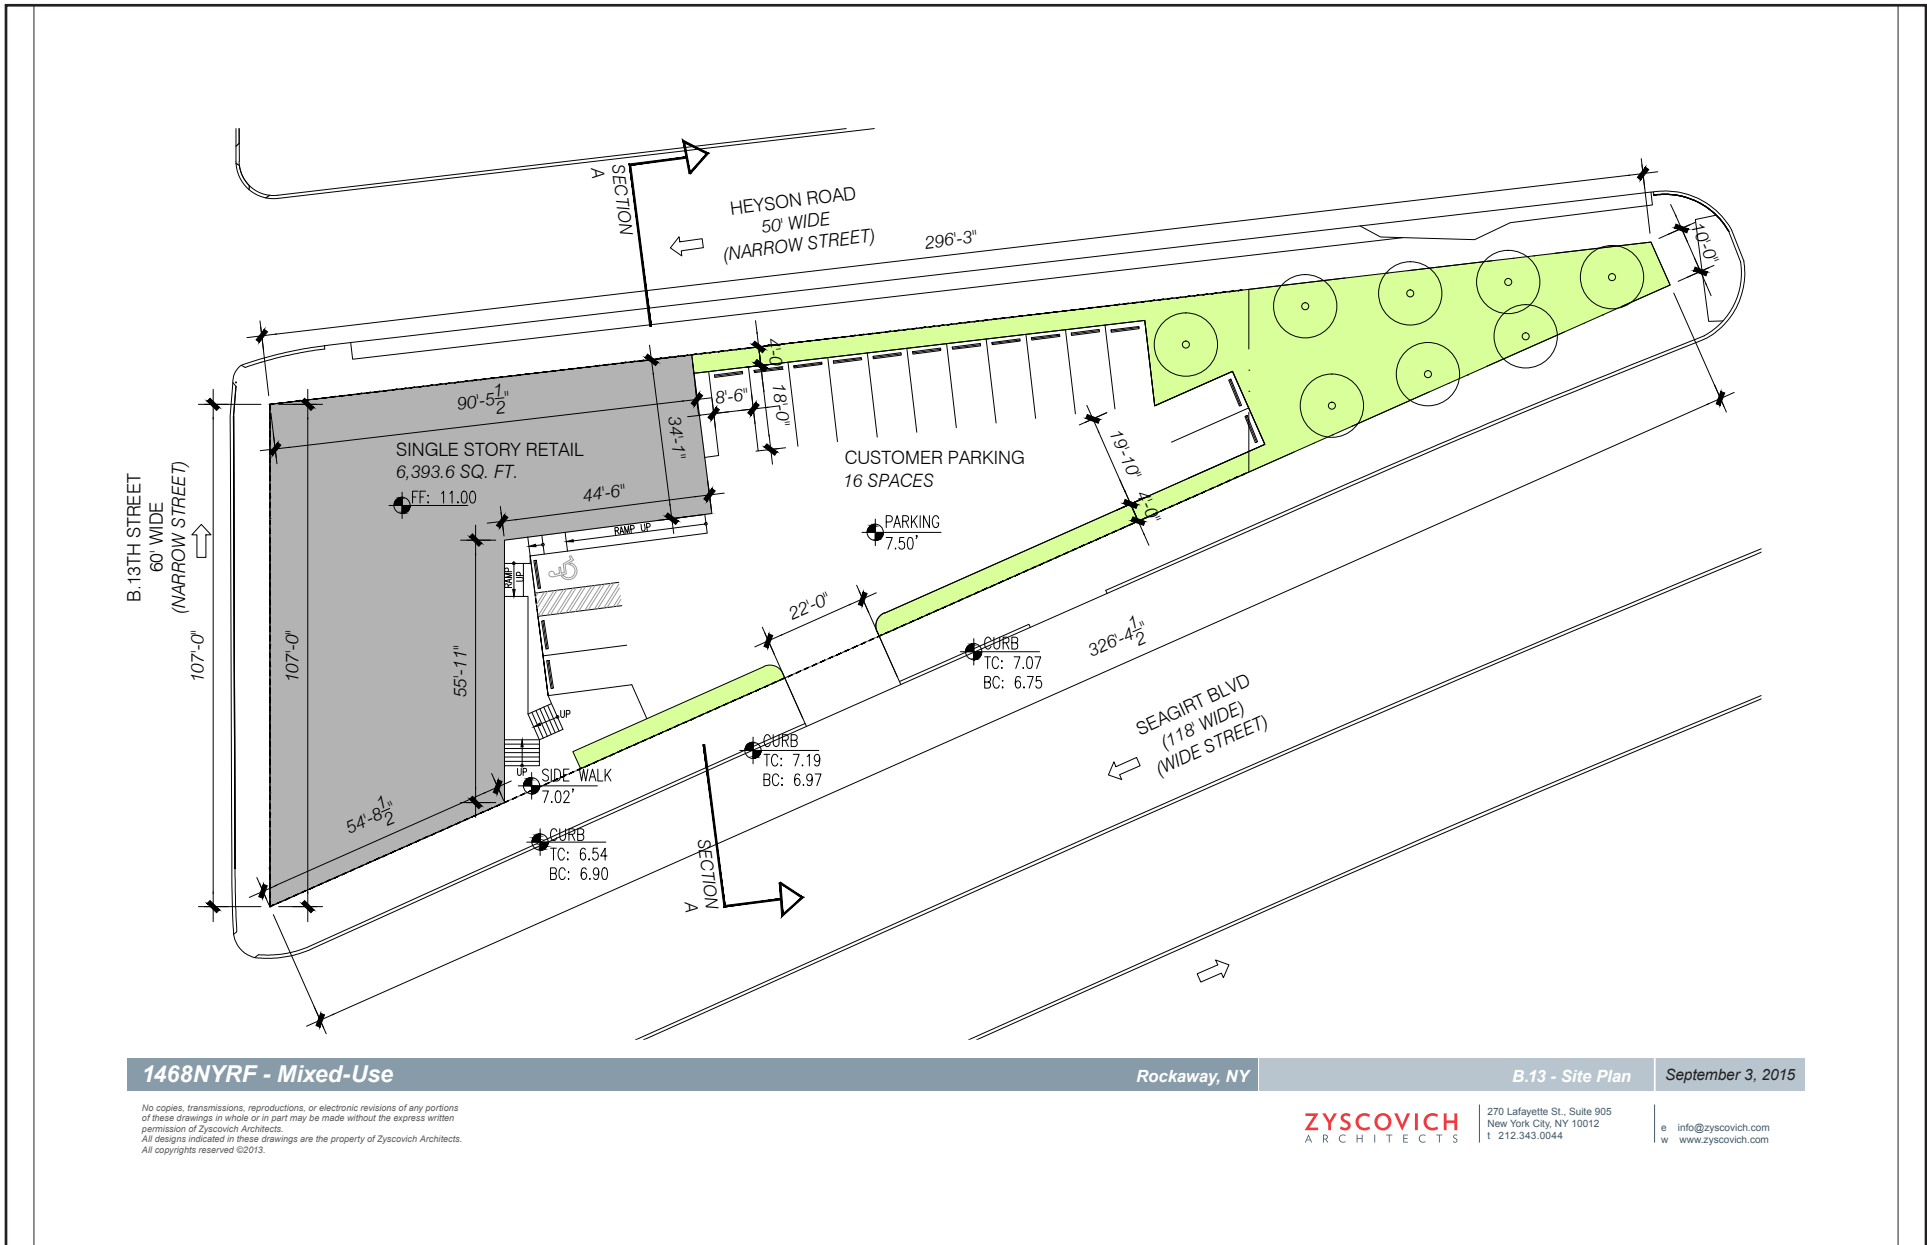 SECTION
A
HEYSON ROAD
50' WIDE
(NARROW STREET)
296'-3"
10'-0"
4'-0
90'-5 1/2"
8'-6"
18'-0"
34'-1"
SINGLE STORY RETAIL
6,393.6 SQ. FT.
FF: 11.00
44'-6"
CUSTOMER PARKING
16 SPACES
19'-10"
4'-0"
B.13TH STREET
60' WIDE
(NARROW STREET)
RAMP UP
PARKING
7.50'
RAMP
UP
22'-0"
107'-0"
107'-0"
55'-11"
326'-4 1/2"
CURB
TC: 7.07
BC: 6.75
SEAGIRT BLVD
(118' WIDE)
(WIDE STREET)
UP
UP
CURB
TC: 7.19
BC: 6.97
SIDE WALK
7.02'
54'-8 1/2"
CURB
TC: 6.54
BC: 6.90
SECTION
A
1468NYRF - Mixed-Use
Rockaway, NY
B.13 - Site Plan
September 3, 2015
No copies, transmissions, reproductions, or electronic revisions of any portions
of these drawings in whole or in part may be made without the express written
permission of Zyscovich Architects.
All designs indicated in these drawings are the property of Zyscovich Architects.
All copyrights reserved ©2013.
ZYSCOVICH
ARCHITECTS
270 Lafayette St., Suite 905
New York City, NY 10012
t 212.343.0044
e info@zyscovich.com
w www.zyscovich.com